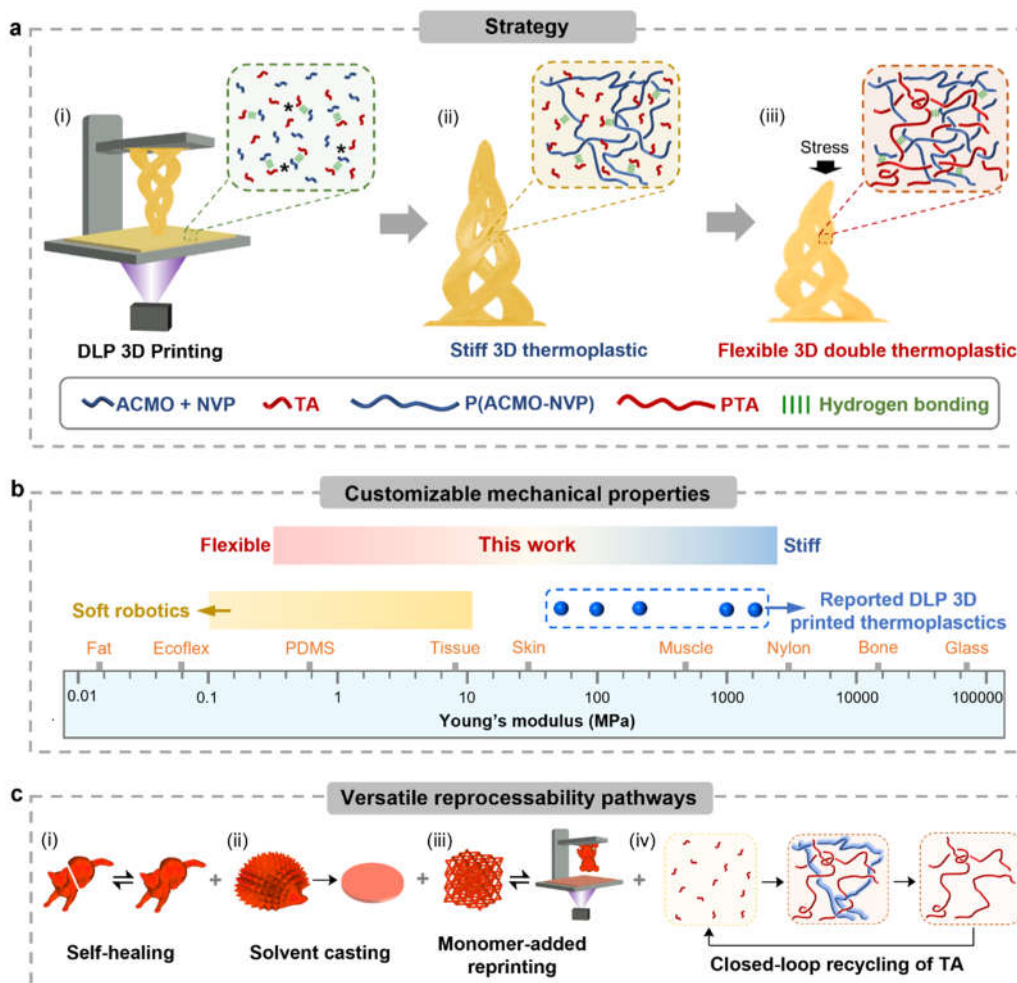 a
Strategy
(i)
*
*
*
(ii)
(iii)
Stress
DLP 3D Printing
Stiff 3D thermoplastic
Flexible 3D double thermoplastic
ACMO + NVP
TA
P(ACMO-NVP)
PTA
Hydrogen bonding
b
Customizable mechanical properties
Flexible
This work
Stiff
Soft robotics
Reported DLP 3D
printed thermoplasctics
Fat Ecoflex PDMS Tissue Skin Muscle Nylon Bone Glass
0.01 0.1 1 10 100 1000 10000 100000
Young's modulus (MPa)
c
Versatile reprocessability pathways
(i)
+
(ii)
+
(iii)
+
(iv)
Self-healing
Solvent casting
Monomer-added
reprinting
Closed-loop recycling of TA